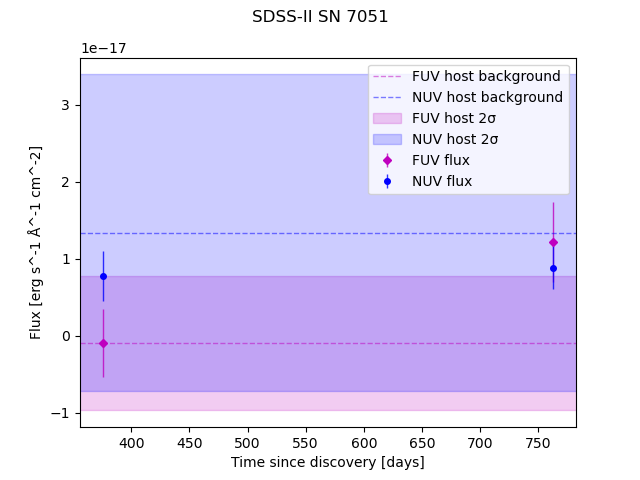 SDSS-II SN 7051
1e−17
FUV host background
NUV host background
FUV host 2σ
NUV host 2σ
FUV flux
NUV flux
3
2
1
0
−1
Flux [erg s^-1 Å^-1 cm^-2]
400 450 500 550 600 650 700 750
Time since discovery [days]